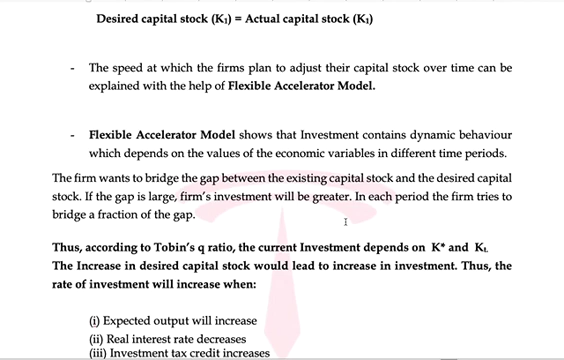 Desired capital stock (K₁) = Actual capital stock (K₁)
- The speed at which the firms plan to adjust their capital stock over time can be
explained with the help of Flexible Accelerator Model.
- Flexible Accelerator Model shows that Investment contains dynamic behaviour
which depends on the values of the economic variables in different time periods.
The firm wants to bridge the gap between the existing capital stock and the desired capital
stock. If the gap is large, firm's investment will be greater. In each period the firm tries to
bridge a fraction of the gap.
Thus, according to Tobin's q ratio, the current Investment depends on K* and
The Increase in desired capital stock would lead to increase in investment. Thus, the
rate of investment will increase when:
(i) Expected output will increase
(ii) Real interest rate decreases
(iii) Investment tax credit increases